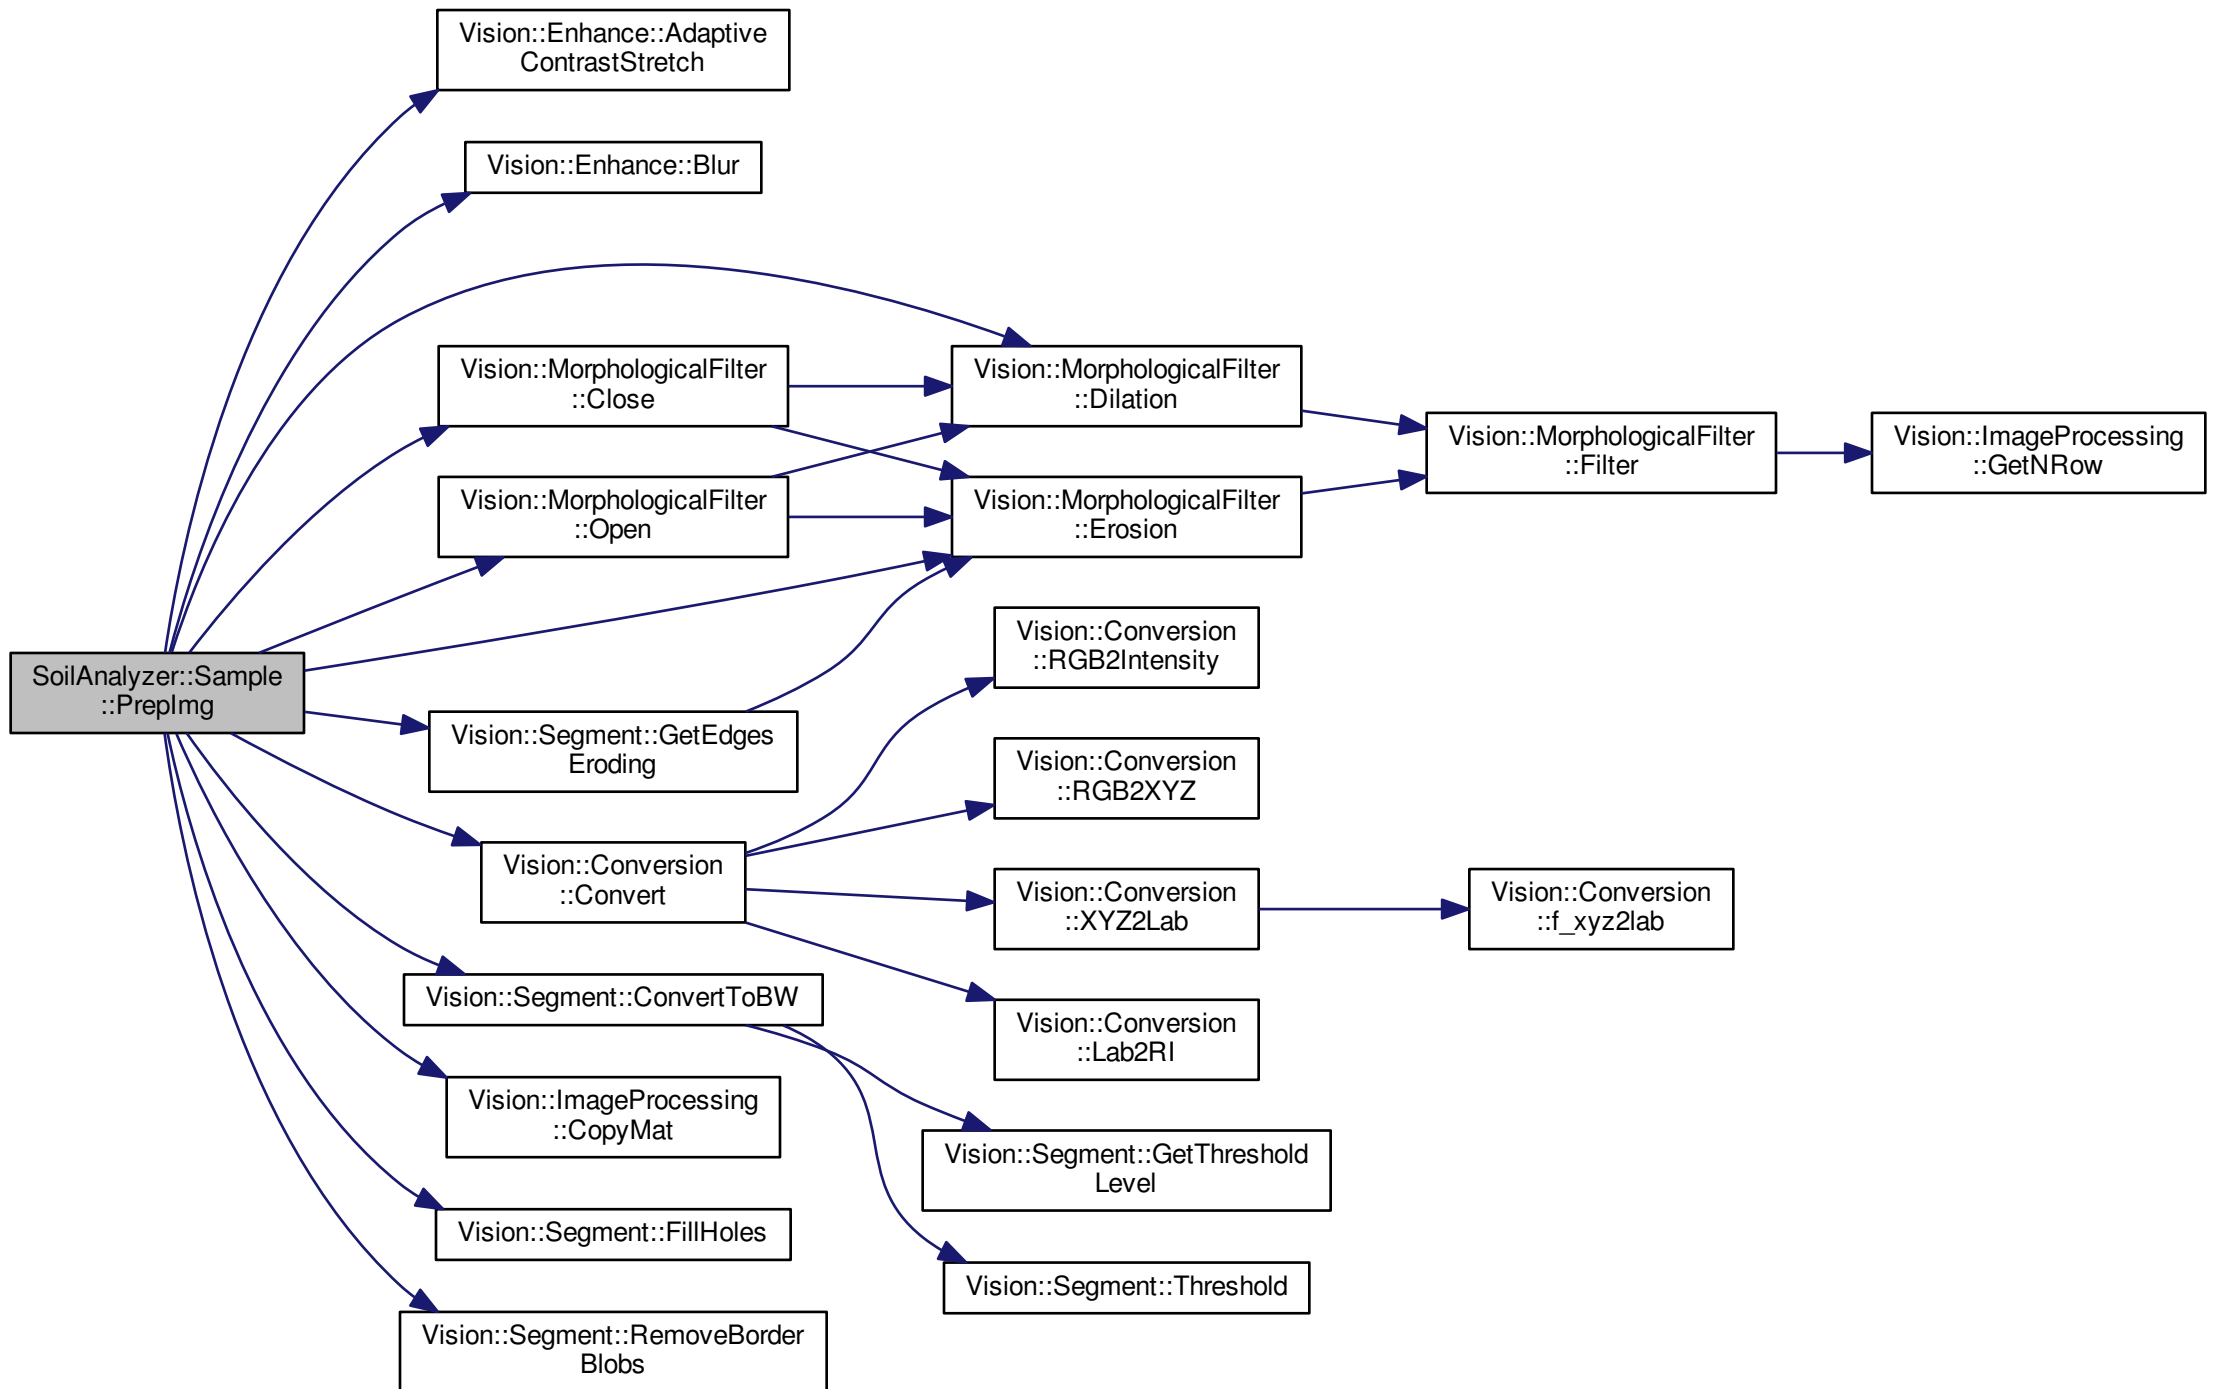 Vision::Enhance::Adaptive
ContrastStretch
Vision::Enhance::Blur
Vision::MorphologicalFilter
::Close
Vision::MorphologicalFilter
::Dilation
Vision::MorphologicalFilter
::Filter
Vision::ImageProcessing
::GetNRow
Vision::MorphologicalFilter
::Open
Vision::MorphologicalFilter
::Erosion
Vision::Conversion
::RGB2Intensity
SoilAnalyzer::Sample
::PrepImg
Vision::Segment::GetEdges
Eroding
Vision::Conversion
::RGB2XYZ
Vision::Conversion
::Convert
Vision::Conversion
::XYZ2Lab
Vision::Conversion
::f_xyz2lab
Vision::Segment::ConvertToBW
Vision::Conversion
::Lab2RI
Vision::ImageProcessing
::CopyMat
Vision::Segment::GetThreshold
Level
Vision::Segment::FillHoles
Vision::Segment::Threshold
Vision::Segment::RemoveBorder
Blobs